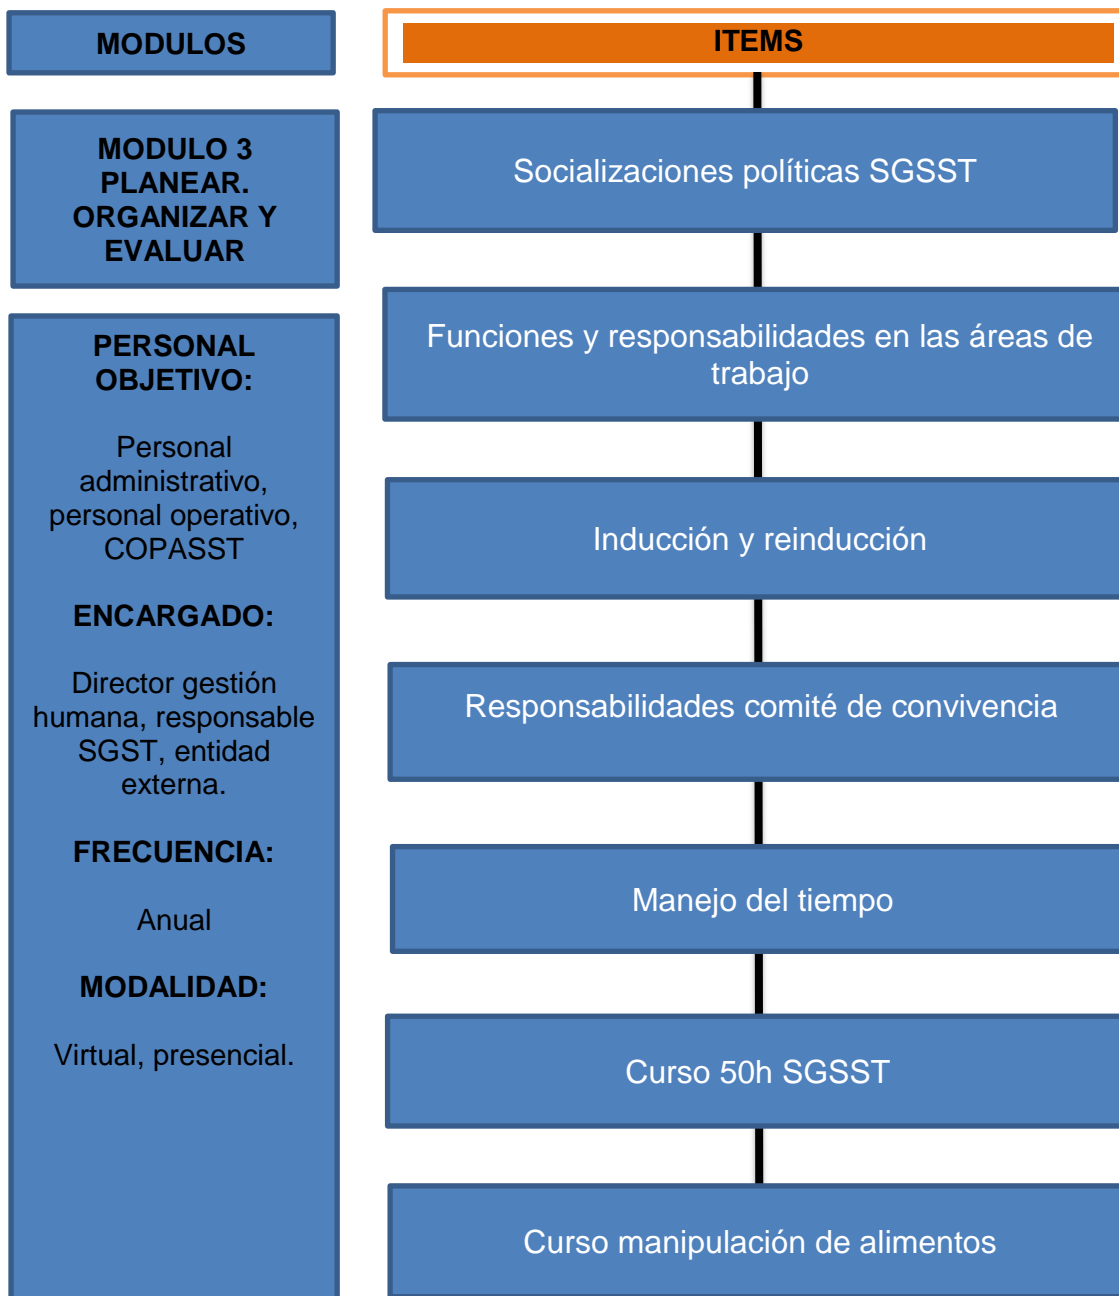 MODULOS
ITEMS
MODULO 3
PLANEAR.
ORGANIZAR Y
EVALUAR
PERSONAL
OBJETIVO:
Personal
administrativo,
personal operativo,
COPASST
ENCARGADO:
Director gestión
humana, responsable
SGST, entidad
externa.
FRECUENCIA:
Anual
MODALIDAD:
Virtual, presencial.
Socializaciones políticas SGSST
Funciones y responsabilidades en las áreas de
trabajo
Inducción y reinducción
Responsabilidades comité de convivencia
Manejo del tiempo
Curso 50h SGSST
Curso manipulación de alimentos